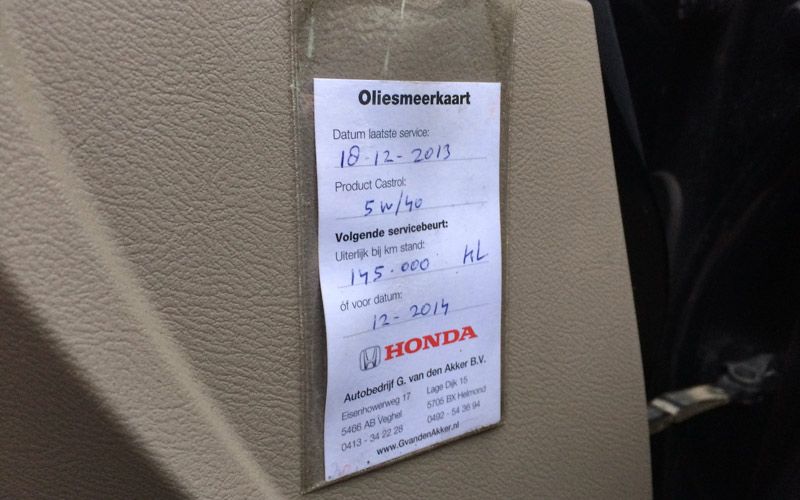 Oliesmeerkaart
Datum laatste service:
18-12-2013
Product Castrol:
5w/40
Volgende servicebeurt:
Uiterlijk bij km stand:
145.000 HL
óf voor datum:
12-2014
HONDA
Autobedrijf G. van den Akker B.V.
Eisenhowerweg 17 Lage Dijk 15
5466 AB Veghel 5705 BX Helmond
0413 - 34 22 28 0492 - 54 36 94
www.GvandenAkker.nl